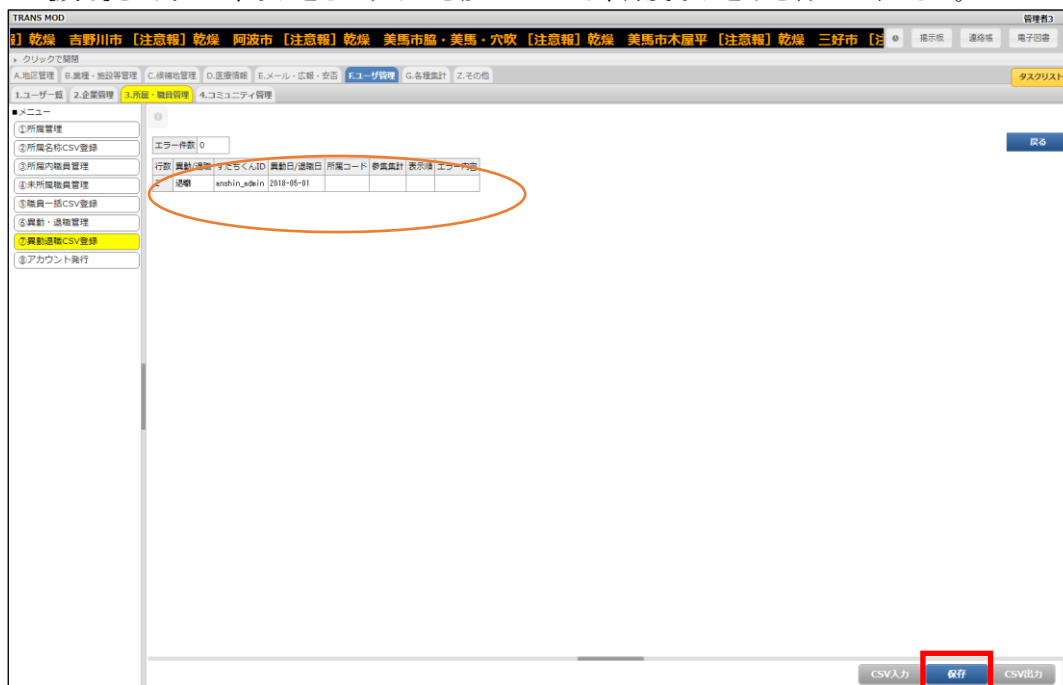 TRANS MOD 管理者3
報］乾燥 吉野川市［注意報］乾燥 阿波市［注意報］乾燥 美馬市脇・美馬・穴吹［注意報］乾燥 美馬市木屋平［注意報］乾燥 三好市［注 掲示板 連絡帳 電子図書
クリックで開閉
A.地区管理 B.異種・施設等管理 C.候補地管理 D.医療情報 E.メール・広報・安否 F.ユーザ管理 G.各種集計 Z.その他 タスクリスト
1.ユーザ一覧 2.企業管理 3.所属・職員管理 4.コミュニティ管理
■メニュー
①所属管理
②所属名称CSV登録
③所属内職員管理
④未所属職員管理
⑤職員一括CSV登録
⑥異動・退職管理
⑦異動退職CSV登録
⑧アカウント発行
エラー件数 0
戻る
行数 異動/退職 すだちくんID 異動日/退職日 所属コード 参集集計 表示順 エラー内容
2 退職 anshin_admin 2018-05-01
CSV入力 保存 CSV出力